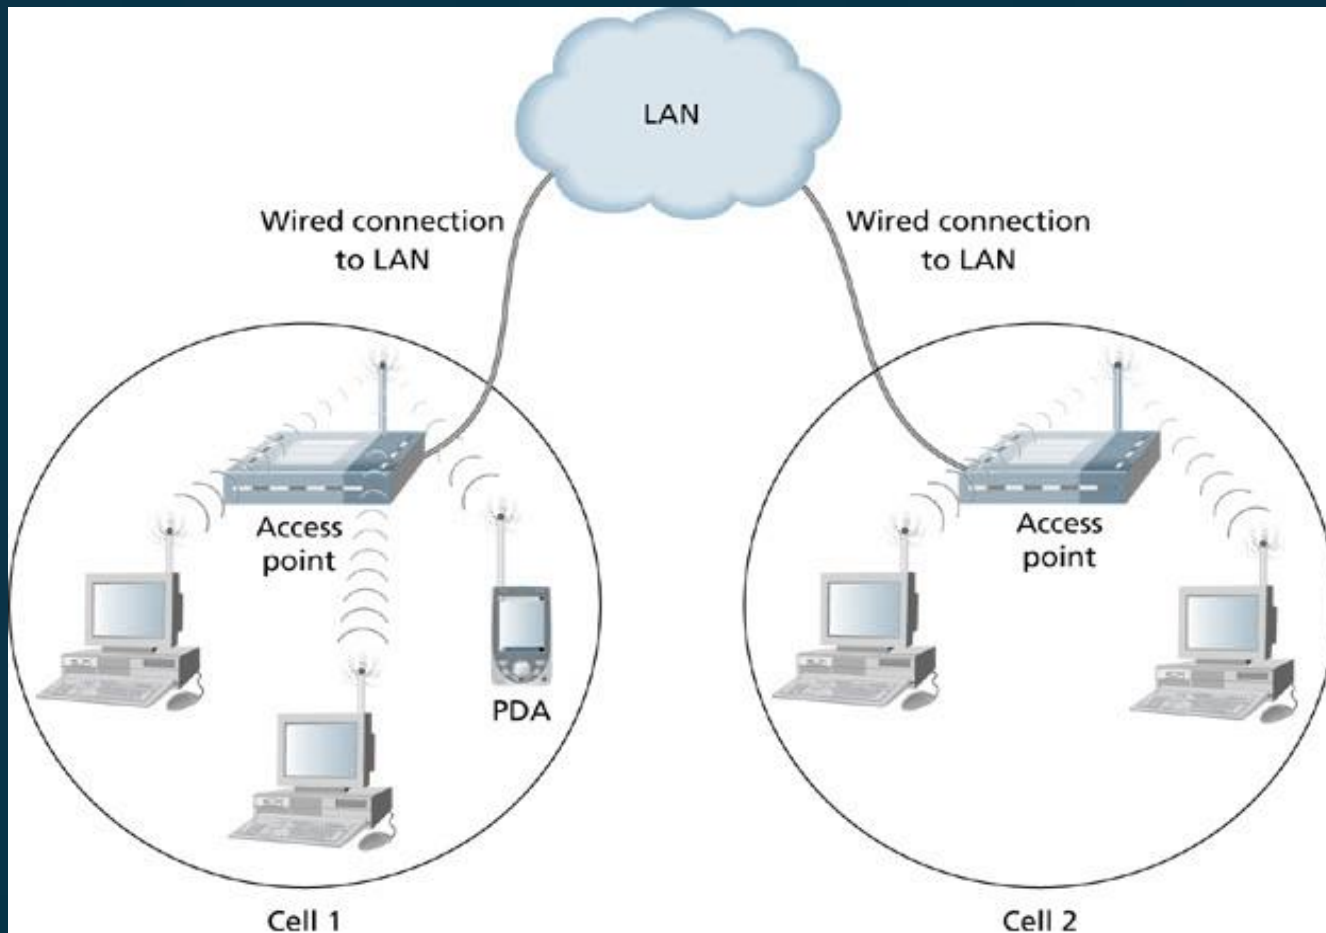 LAN
Wired connection
to LAN
Wired connection
to LAN
Access
point
Access
point
PDA
Cell 1
Cell 2